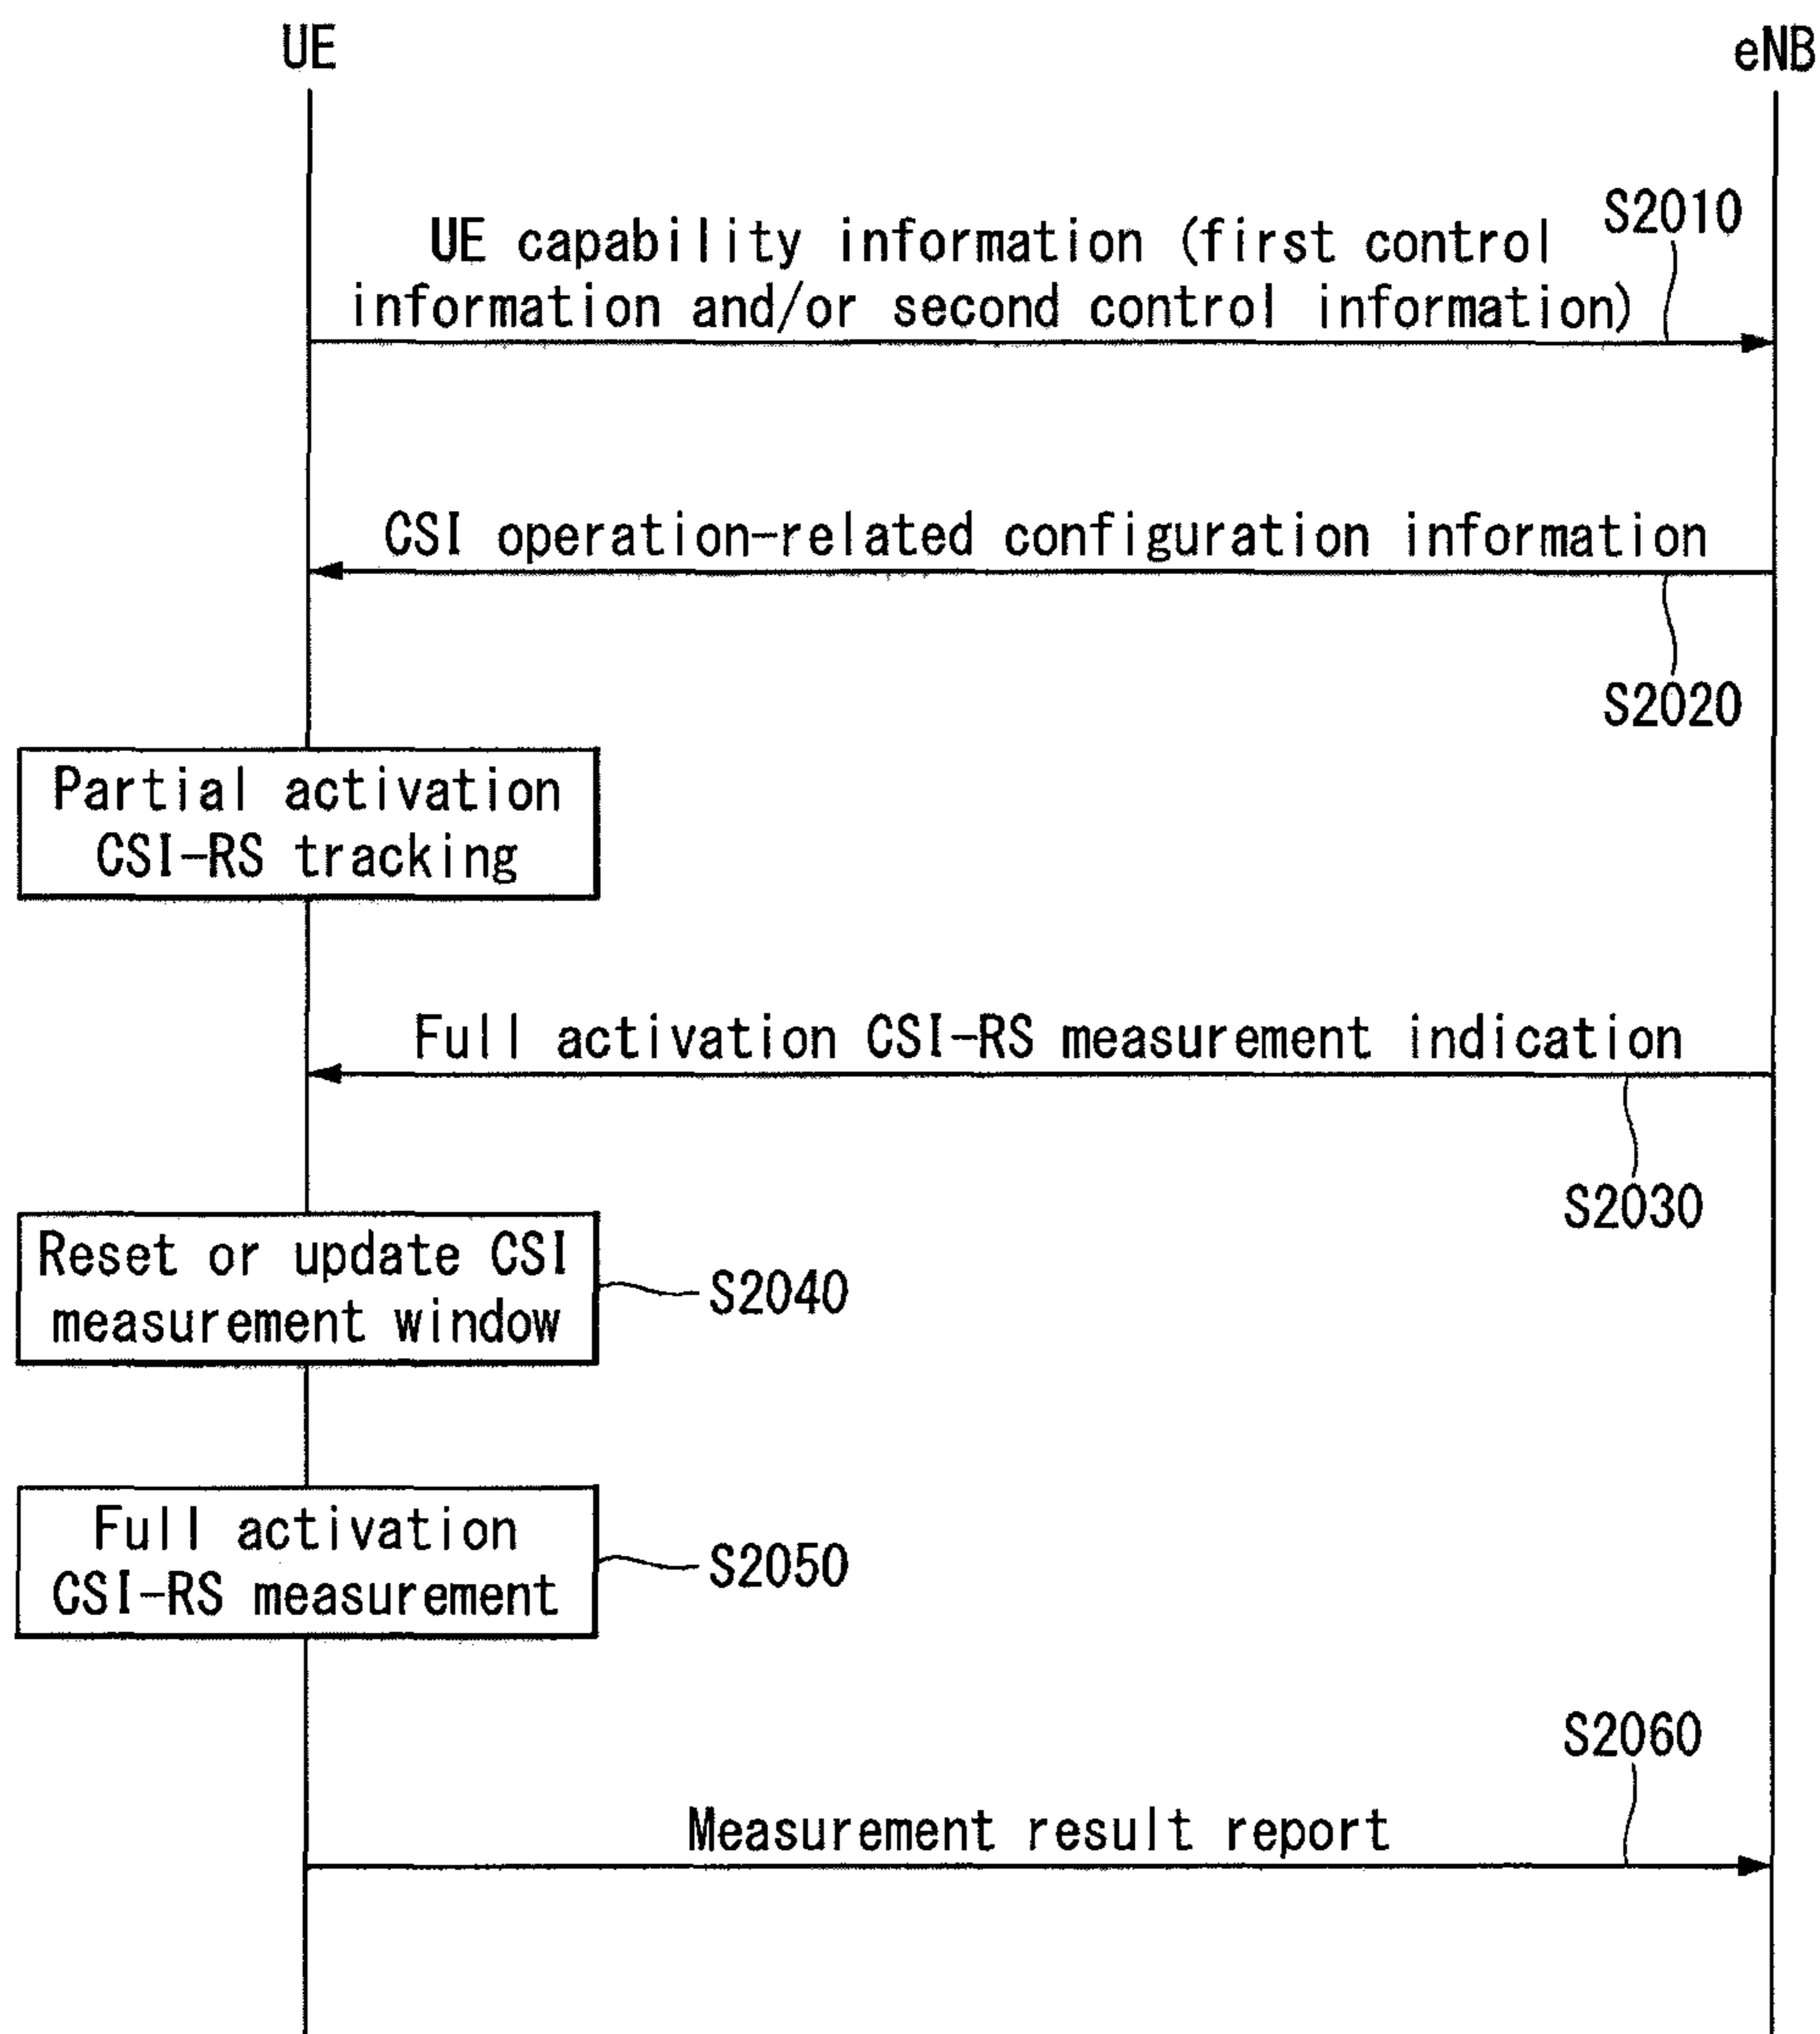 UE
eNB
S2010
UE capability information (first control
information and/or second control information)
CSI operation-related configuration information
S2020
Partial activation
CSI-RS tracking
Full activation CSI-RS measurement indication
S2030
Reset or update CSI
measurement window
S2040
Full activation
CSI-RS measurement
S2050
S2060
Measurement result report